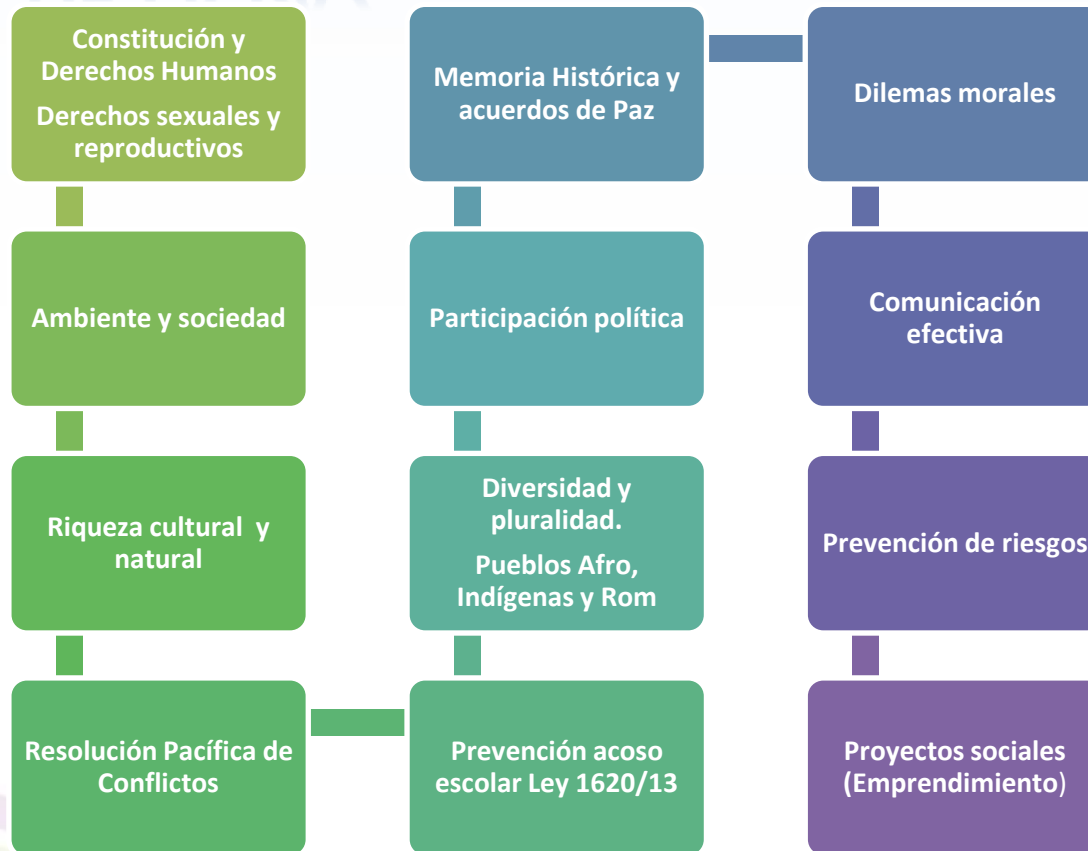 Constitución y
Derechos Humanos
Derechos sexuales y
reproductivos
Ambiente y sociedad
Riqueza cultural y
natural
Resolución Pacífica de
Conflictos
Prevención acoso
escolar Ley 1620/13
Diversidad y
pluralidad.
Pueblos Afro,
Indígenas y Rom
Participación política
Memoria Histórica y
acuerdos de Paz
Dilemas morales
Comunicación
efectiva
Prevención de riesgos
Proyectos sociales
(Emprendimiento)